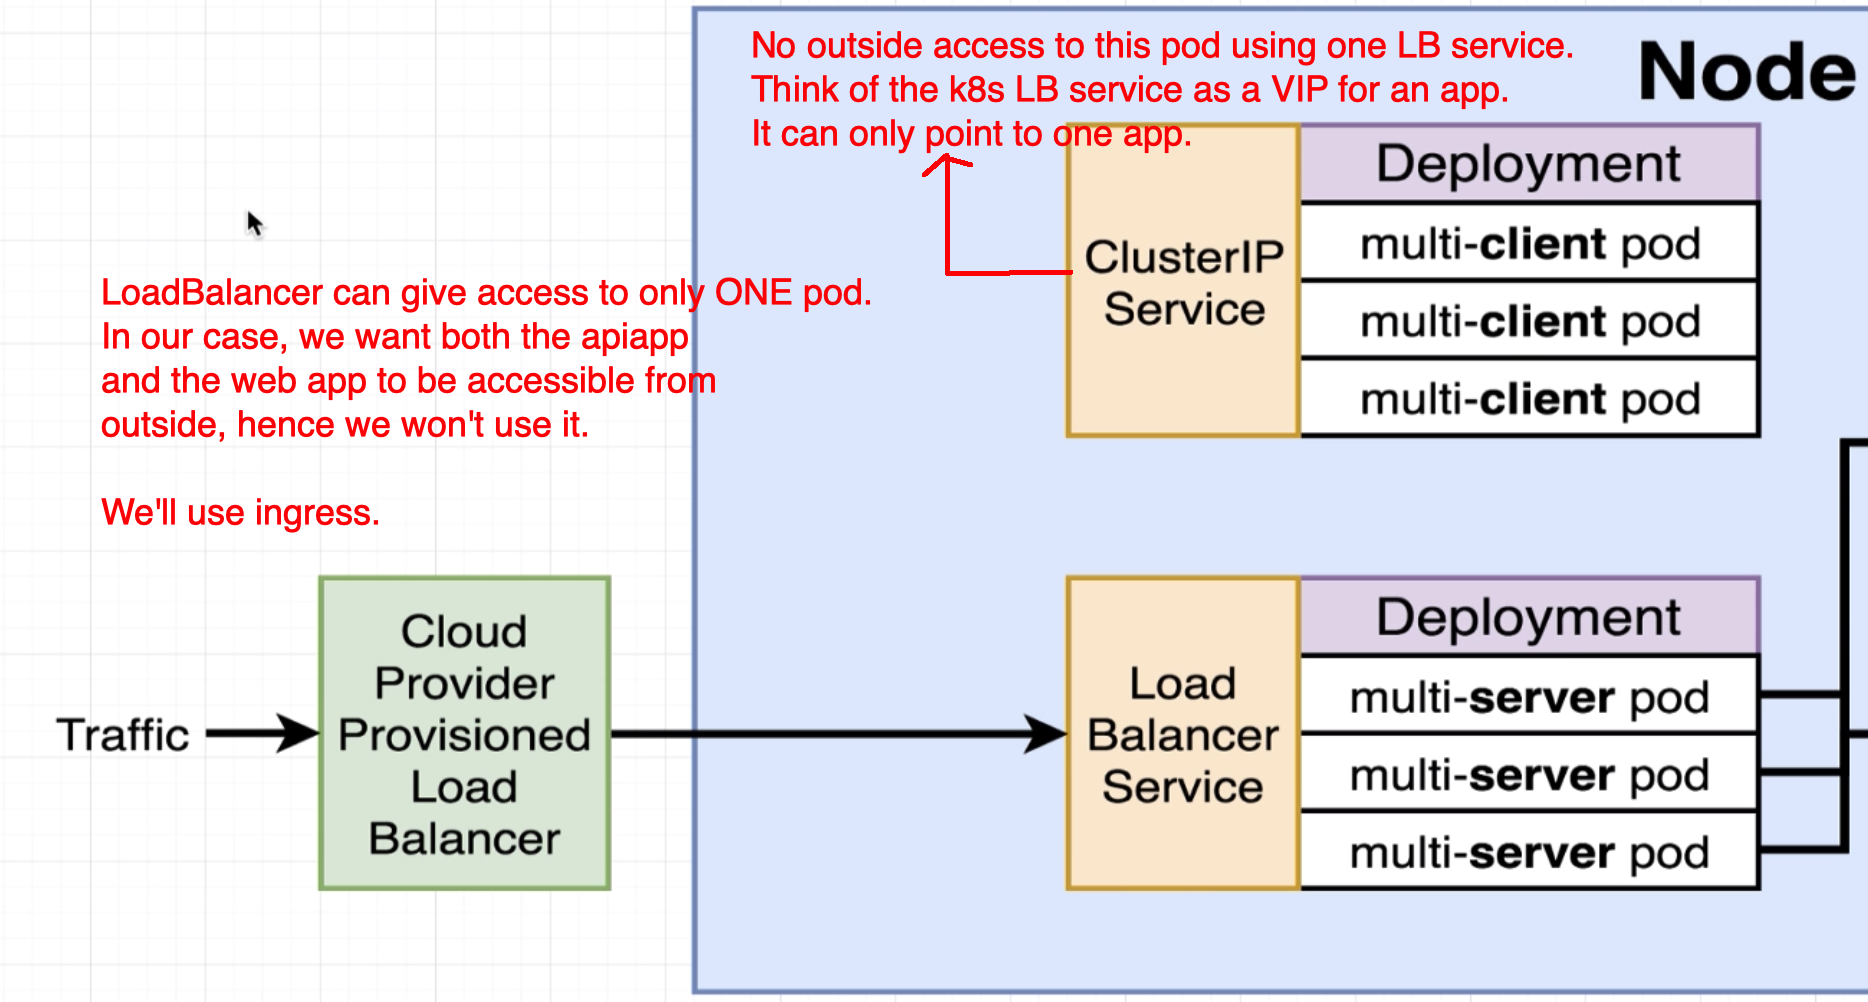 No outside access to this pod using one LB service.
Think of the k8s LB service as a VIP for an app.
It can only point to one app.
Node
Deployment
multi-client pod
multi-client pod
multi-client pod
ClusterIP
Service
LoadBalancer can give access to only ONE pod.
In our case, we want both the apiapp
and the web app to be accessible from
outside, hence we won't use it.
We'll use ingress.
Traffic
Cloud
Provider
Provisioned
Load
Balancer
Load
Balancer
Service
Deployment
multi-server pod
multi-server pod
multi-server pod